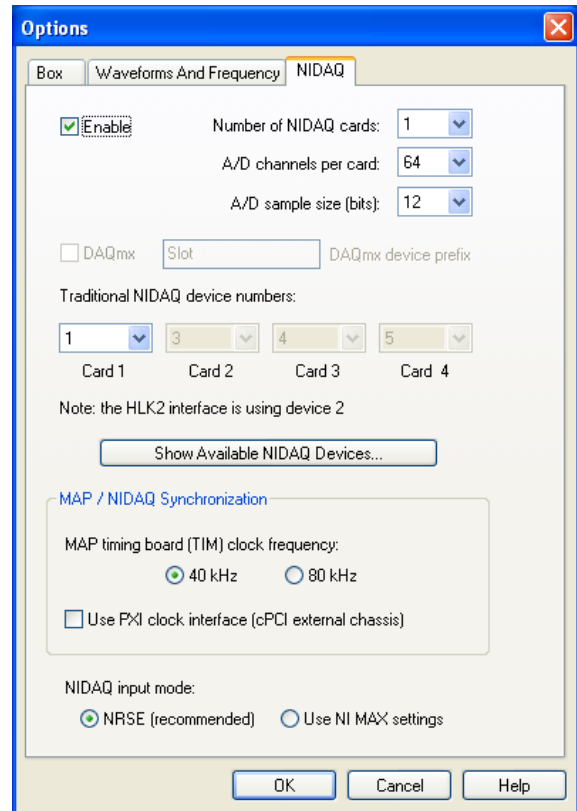 Options
Box Waveforms And Frequency NIDAQ
Enable Number of NIDAQ cards: 1
A/D channels per card: 64
A/D sample size (bits): 12
DAQmx Slot DAQmx device prefix
Traditional NIDAQ device numbers:
1 3 4 5
Card 1 Card 2 Card 3 Card 4
Note: the HLK2 interface is using device 2
Show Available NIDAQ Devices...
MAP / NIDAQ Synchronization
MAP timing board (TIM) clock frequency:
40 kHz 80 kHz
Use PXI clock interface (cPCI external chassis)
NIDAQ input mode:
NRSE (recommended) Use NI MAX settings
OK Cancel Help